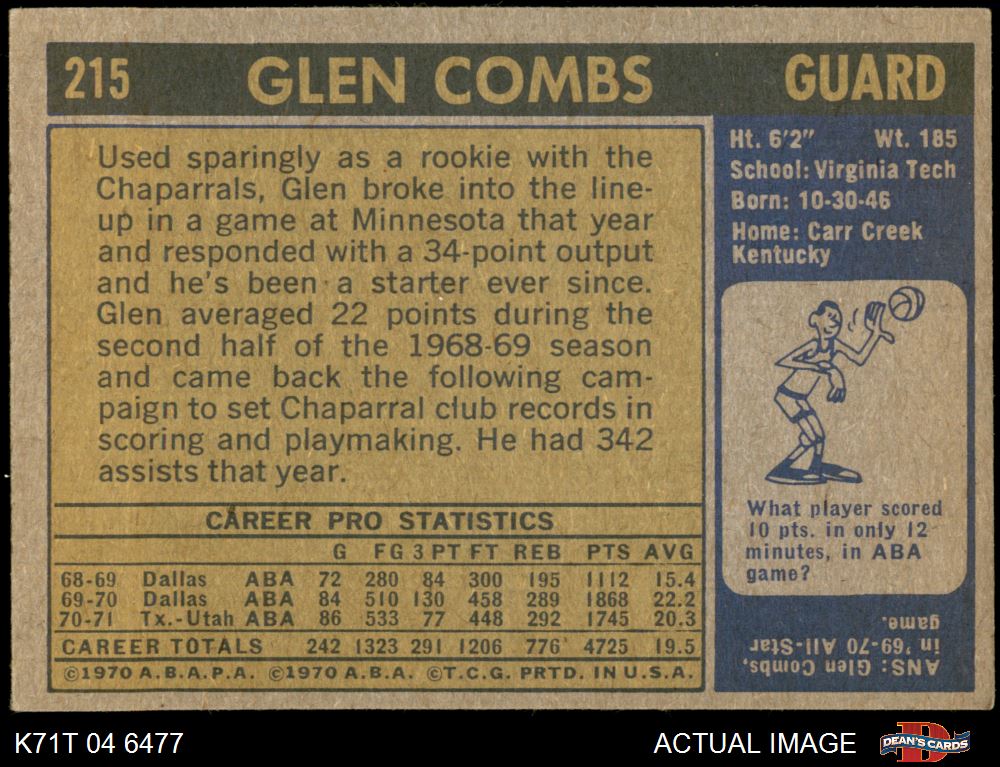 215 GLEN COMBS GUARD
Used sparingly as a rookie with the
Chaparrals, Glen broke into the line-
up in a game at Minnesota that year
and responded with a 34-point output
and he's been a starter ever since.
Glen averaged 22 points during the
second half of the 1968-69 season
and came back the following cam-
paign to set Chaparral club records in
scoring and playmaking. He had 342
assists that year.
CAREER PRO STATISTICS
G FG 3 PT FT REB PTS AVG
68-69 Dallas ABA 72 280 84 300 195 1112 15.4
69-70 Dallas ABA 84 510 130 458 289 1868 22.2
70-71 Tx.-Utah ABA 86 533 77 448 292 1745 20.3
CAREER TOTALS 242 1323 291 1206 776 4725 19.5
©1970 A.B.A.P.A. ©1970 A.B.A. ©T.C.G. PRTD. IN U.S.A.
Ht. 6'2" Wt. 185
School: Virginia Tech
Born: 10-30-46
Home: Carr Creek
Kentucky
What player scored
10 pts. in only 12
minutes, in ABA
game?
ANS: Glen Combs,
in '69-70 All-Star
game.
K71T 04 6477 ACTUAL IMAGE D DEAN'S CARDS